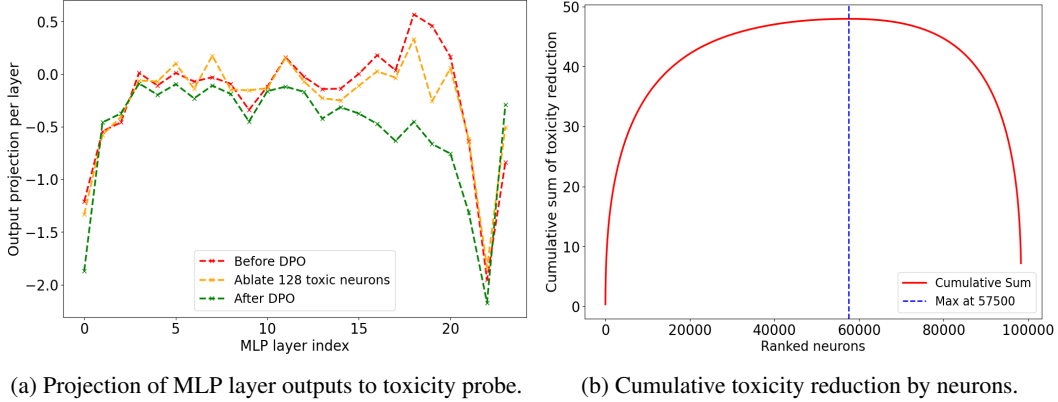 0.5
0.0
−0.5
−1.0
−1.5
−2.0
Output projection per layer
Before DPO
Ablate 128 toxic neurons
After DPO
0 5 10 15 20
MLP layer index
(a) Projection of MLP layer outputs to toxicity probe.
50
40
30
20
10
0
Cumulative sum of toxicity reduction
Cumulative Sum
Max at 57500
0 20000 40000 60000 80000 100000
Ranked neurons
(b) Cumulative toxicity reduction by neurons.